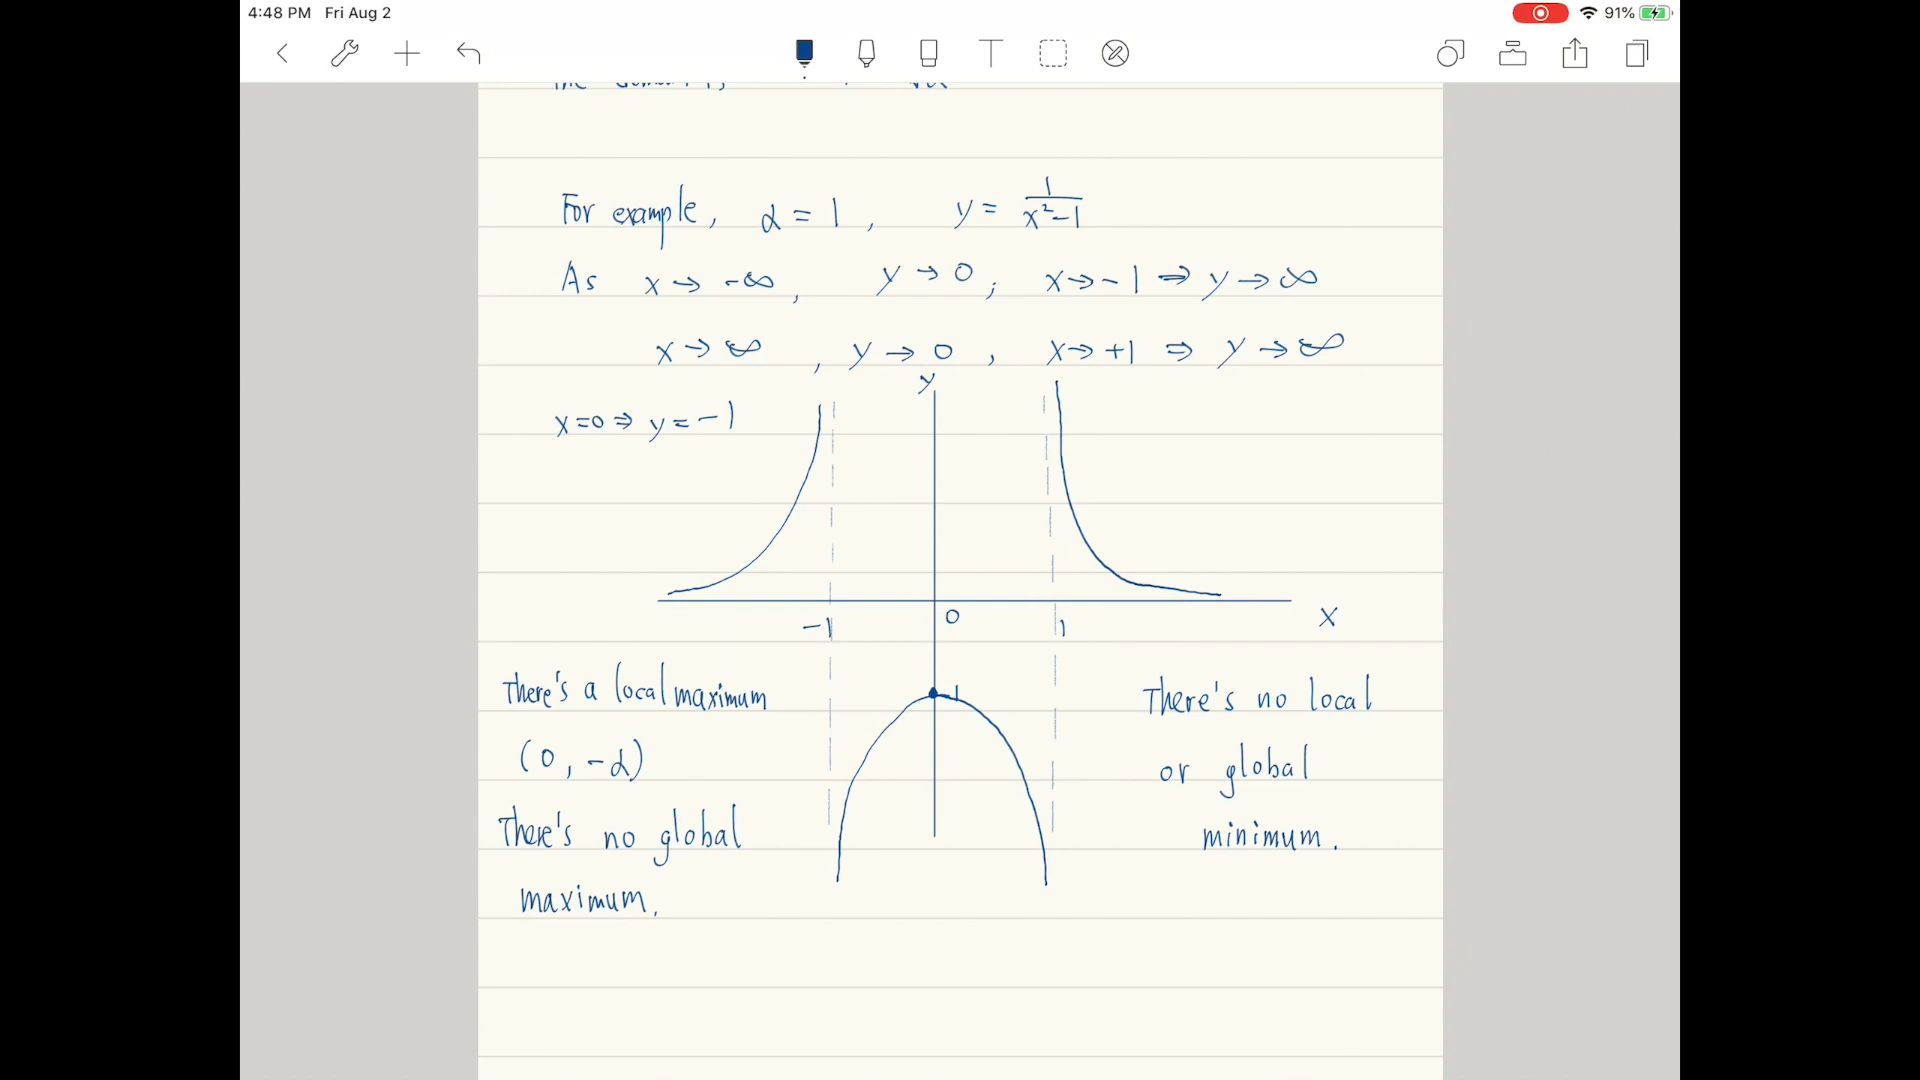 4:48 PM Fri Aug 2
91%
For example, α = 1, y = 1/(x²-1)
As x → -∞, y → 0; x → -1 ⇒ y → ∞
x → ∞, y → 0, x → +1 ⇒ y → ∞
y
x=0 ⇒ y = -1
-1 0 1 X
-1
There's a local maximum
(0, -α)
There's no global
maximum.
There's no local
or global
minimum.